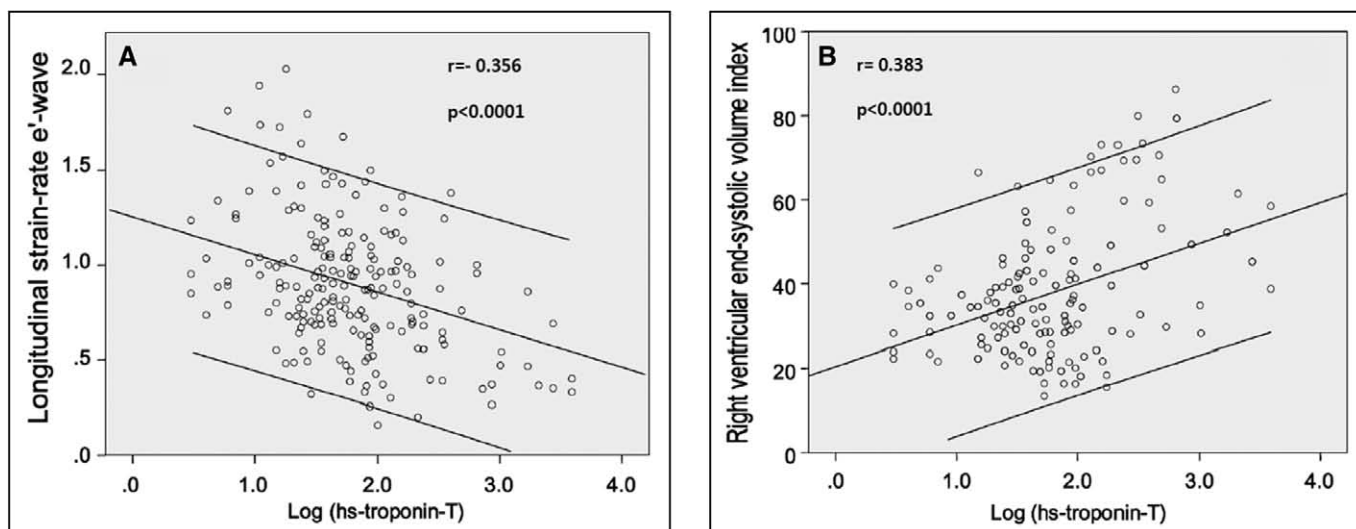 A
r=- 0.356
p<0.0001
Longitudinal strain-rate e'-wave
2.0
1.5
1.0
.5
.0
.0 1.0 2.0 3.0 4.0
Log (hs-troponin-T)
B
r= 0.383
p<0.0001
Right ventricular end-systolic volume index
100
80
60
40
20
0
.0 1.0 2.0 3.0 4.0
Log (hs-troponin-T)